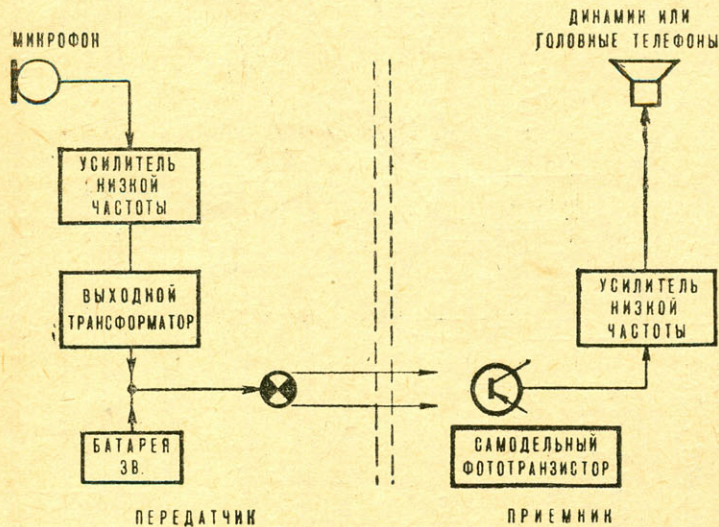 МИКРОФОН
ДИНАМИК ИЛИ
ГОЛОВНЫЕ ТЕЛЕФОНЫ
УСИЛИТЕЛЬ
НИЗКОЙ
ЧАСТОТЫ
ВЫХОДНОЙ
ТРАНСФОРМАТОР
УСИЛИТЕЛЬ
НИЗКОЙ
ЧАСТОТЫ
БАТАРЕЯ
3В.
САМОДЕЛЬНЫЙ
ФОТОТРАНЗИСТОР
ПЕРЕДАТЧИК
ПРИЕМНИК